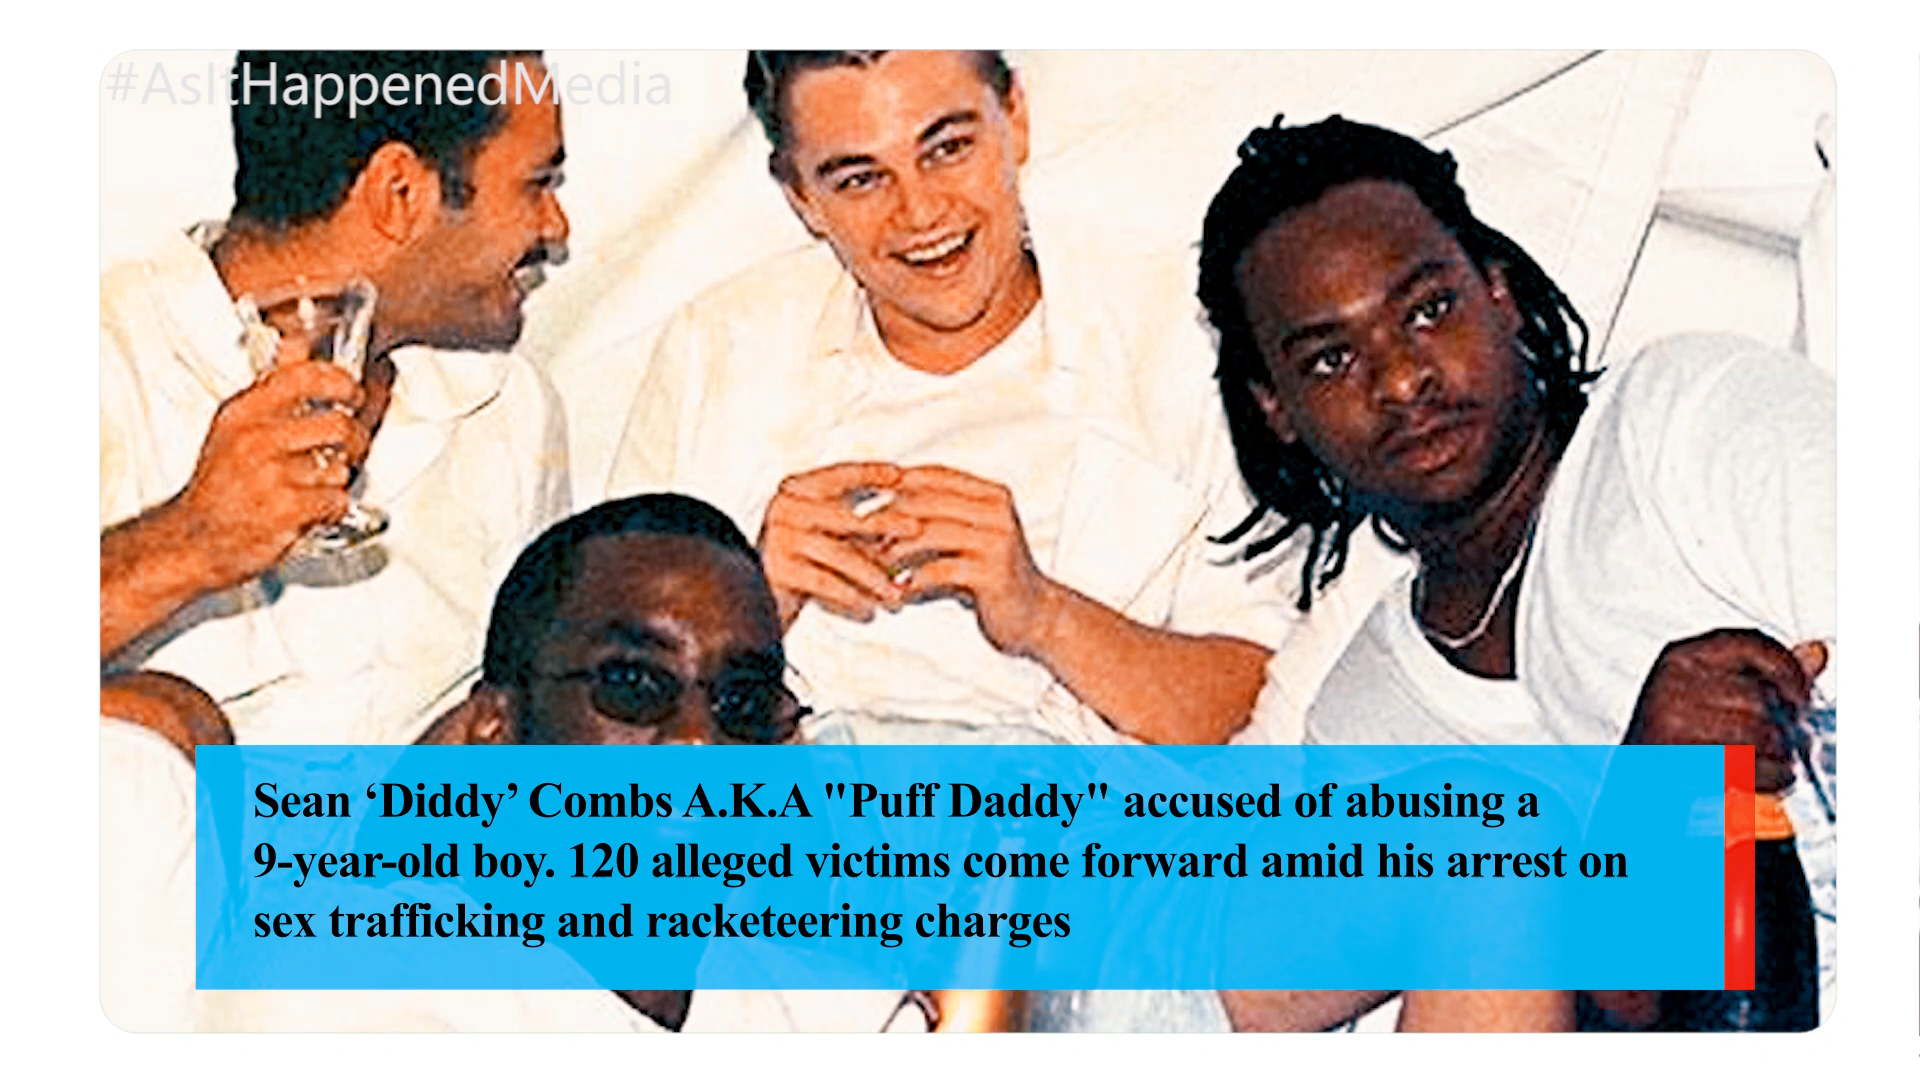 #AsItHappenedMedia
Sean ‘Diddy’ Combs A.K.A "Puff Daddy" accused of abusing a
9-year-old boy. 120 alleged victims come forward amid his arrest on
sex trafficking and racketeering charges